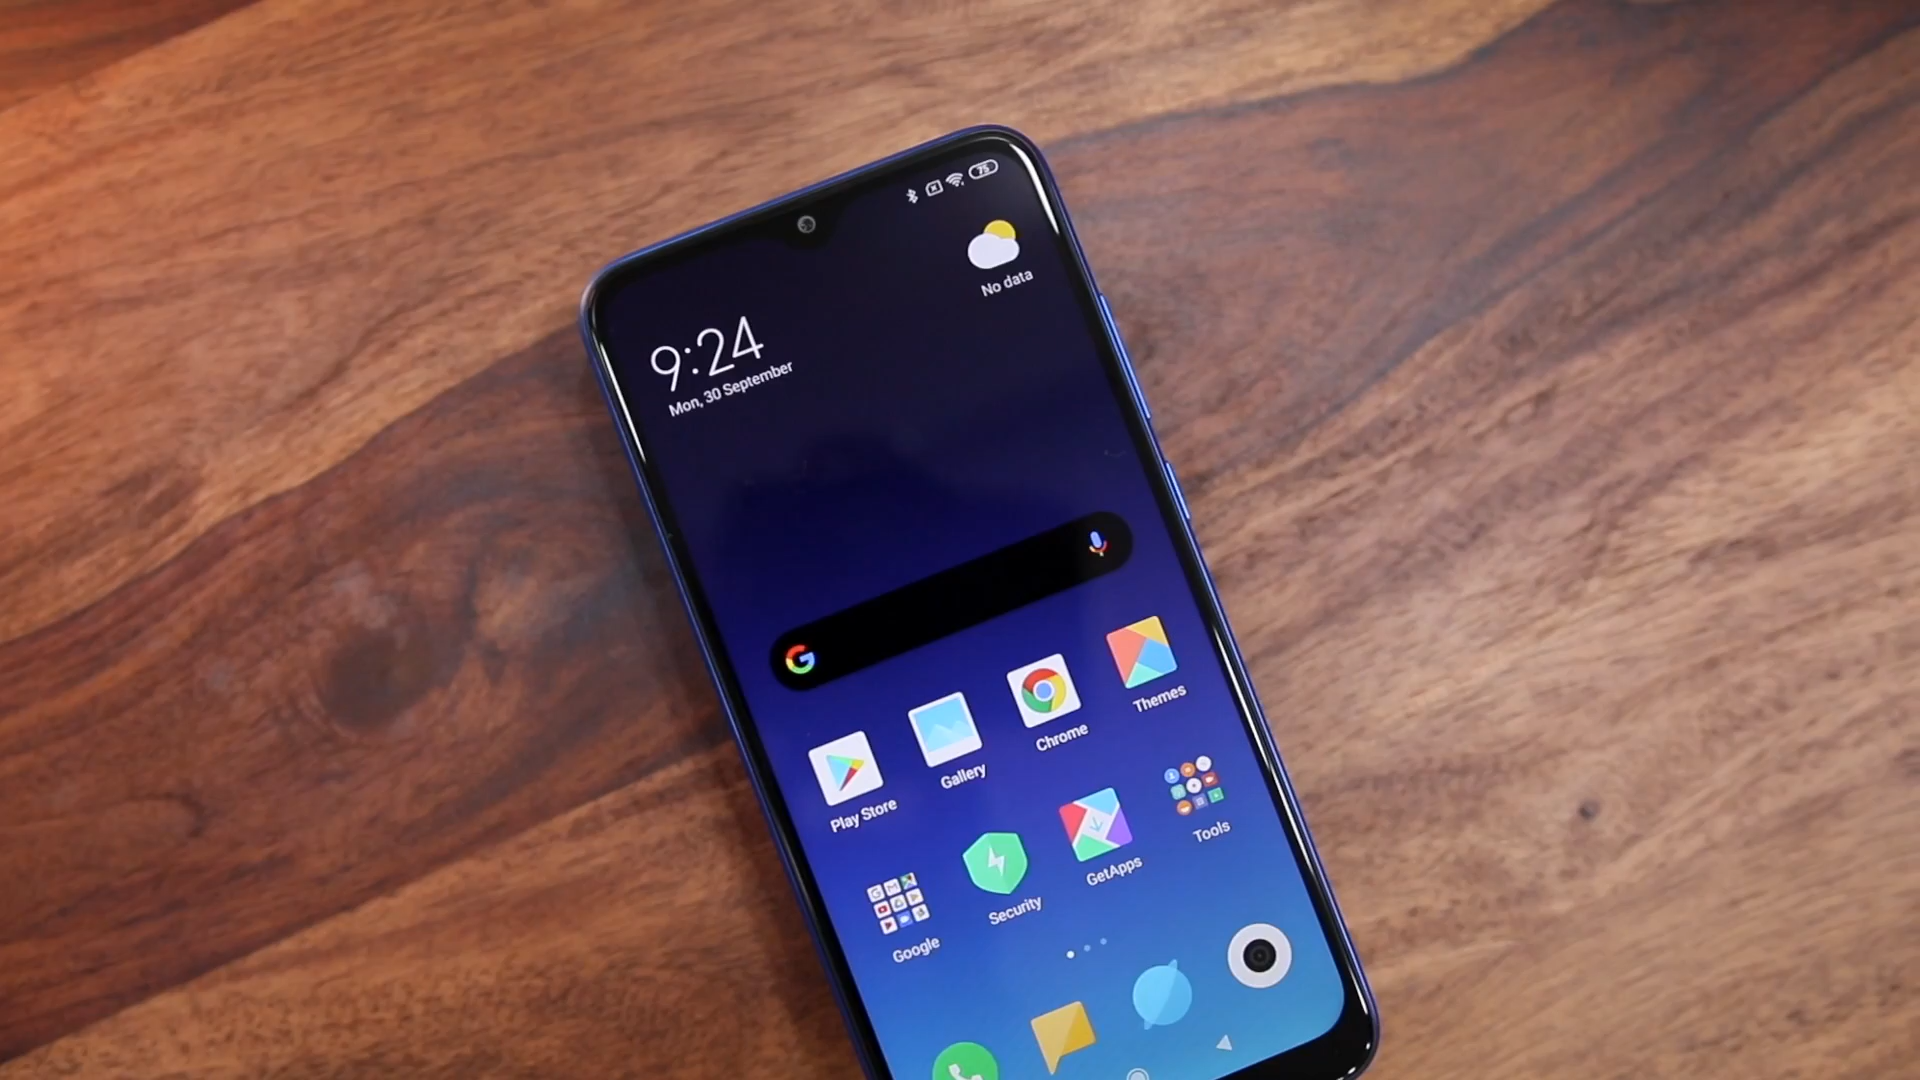 75
No data
9:24
Mon, 30 September
Themes
Chrome
Gallery
Play Store
Tools
GetApps
Security
Google